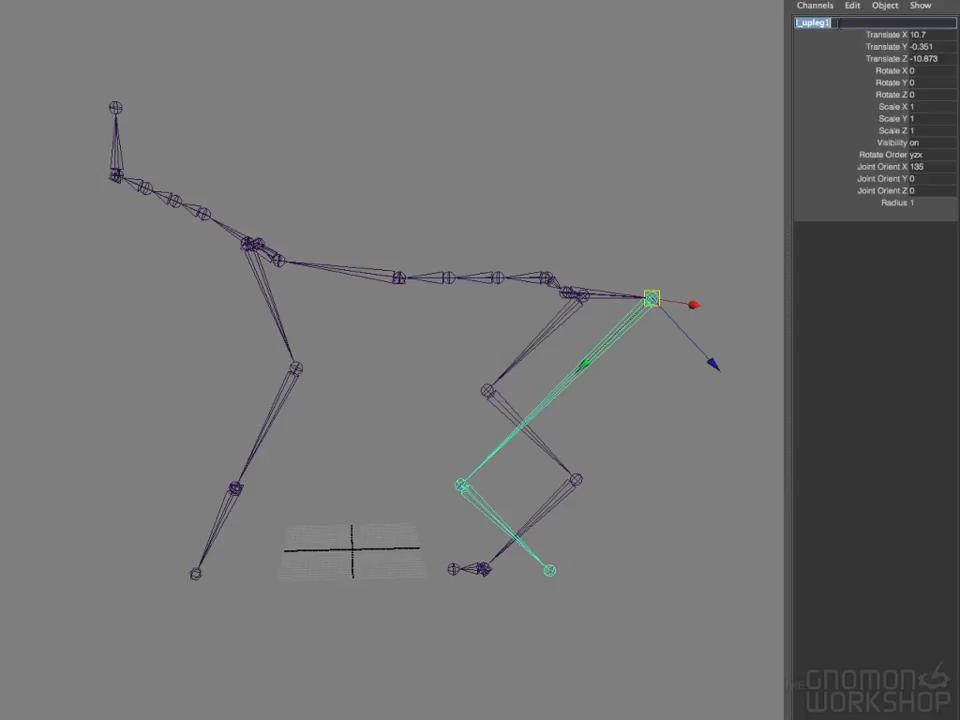 Channels Edit Object Show
l_upleg1
Translate X 10.7
Translate Y -0.351
Translate Z -10.873
Rotate X 0
Rotate Y 0
Rotate Z 0
Scale X 1
Scale Y 1
Scale Z 1
Visibility on
Rotate Order yzx
Joint Orient X 135
Joint Orient Y 0
Joint Orient Z 0
Radius 1
THE GNOMON
WORKSHOP